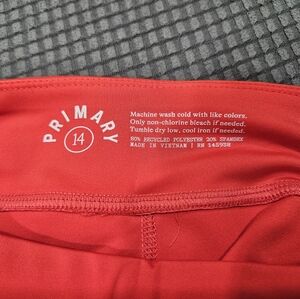 PRIMARY
14
Machine wash cold with like colors.
Only non-chlorine bleach if needed.
Tumble dry low, cool iron if needed.
80% RECYCLED POLYESTER 20% SPANDEX
MADE IN VIETNAM | RN